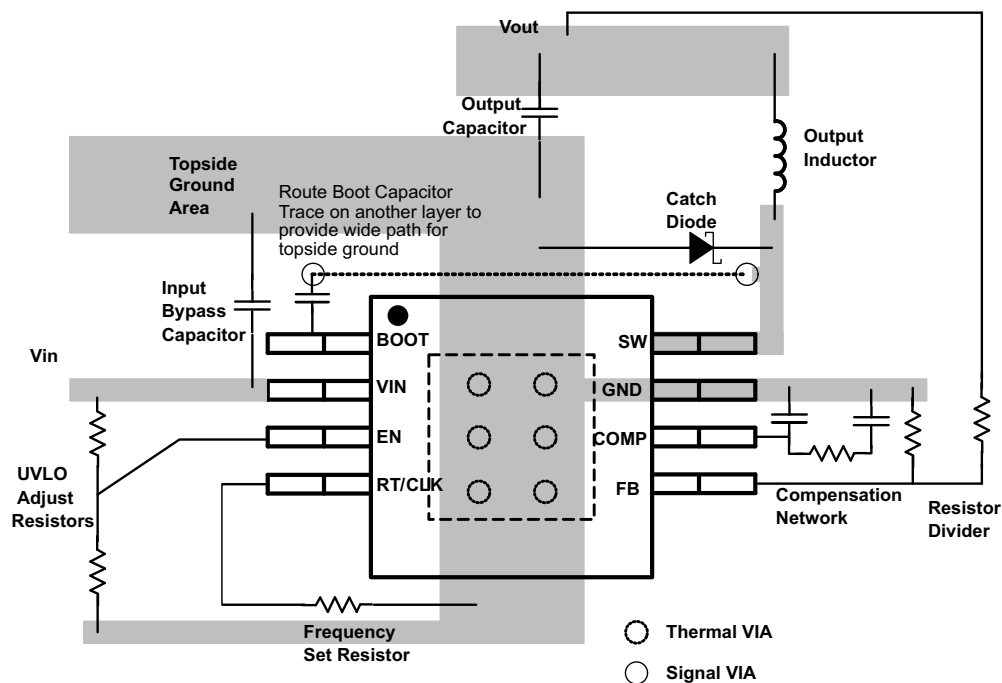 Vout
Output
Capacitor
Output
Inductor
Topside
Ground
Area
Route Boot Capacitor
Trace on another layer to
provide wide path for
topside ground
Catch
Diode
Input
Bypass
Capacitor
Vin
BOOT
VIN
EN
RT/CLK
SW
GND
COMP
FB
UVLO
Adjust
Resistors
Compensation
Network
Resistor
Divider
Frequency
Set Resistor
Thermal VIA
Signal VIA